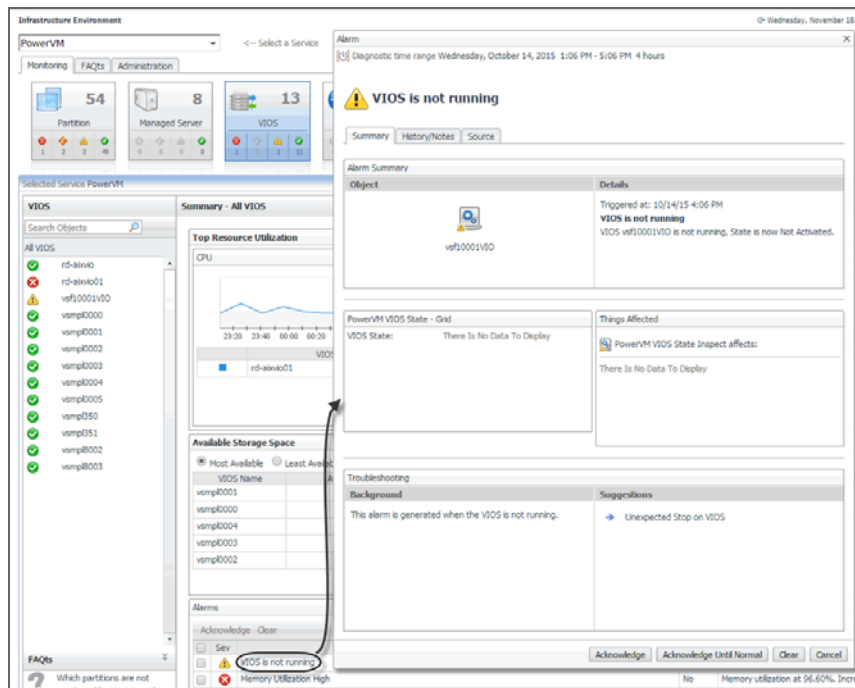 Infrastructure Environment
Wednesday, November 18
PowerVM
<-- Select a Service
Monitoring FAQts Administration
54
Partition
1 2 2 49
8
Managed Server
0 0 0 8
13
VIOS
1 0 1 11
Selected Service PowerVM
VIOS
Search Objects
All VIOS
rd-aixvio
rd-aixvio01
vsf10001VIO
vsmpl0000
vsmpl0001
vsmpl0002
vsmpl0003
vsmpl0004
vsmpl0005
vsmpl350
vsmpl351
vsmpl8002
vsmpl8003
FAQts
Which partitions are not
Summary - All VIOS
Top Resource Utilization
CPU
23:20 23:40 00:00 00:20
VIOS
rd-aixvio01
Available Storage Space
Most Available Least Availab
VIOS Name
vsmpl0001
vsmpl0000
vsmpl0004
vsmpl0003
vsmpl0002
Alarms
Acknowledge Clear
Sev
VIOS is not running
Memory Utilization High
No
Memory utilization at 96.60%. Incre
Alarm
Diagnostic time range Wednesday, October 14, 2015 1:06 PM - 5:06 PM 4 hours
VIOS is not running
Summary History/Notes Source
Alarm Summary
Object
vsf10001VIO
Details
Triggered at: 10/14/15 4:06 PM
VIOS is not running
VIOS vsf10001VIO is not running, State is now Not Activated.
PowerVM VIOS State - Grid
VIOS State: There Is No Data To Display
Things Affected
PowerVM VIOS State Inspect affects:
There Is No Data To Display
Troubleshooting
Background
This alarm is generated when the VIOS is not running.
Suggestions
Unexpected Stop on VIOS
Acknowledge Acknowledge Until Normal Clear Cancel